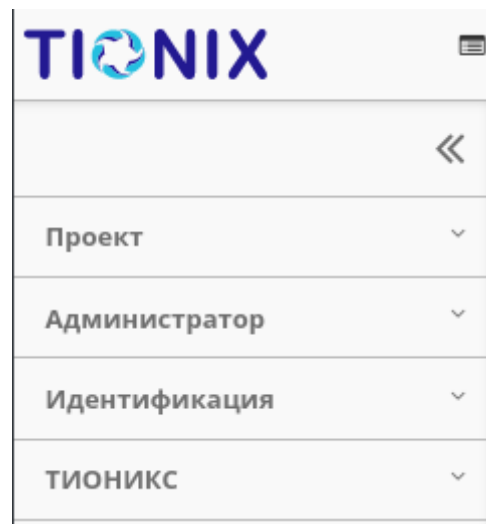 TIONIX
Проект
Администратор
Идентификация
ТИОНИКС